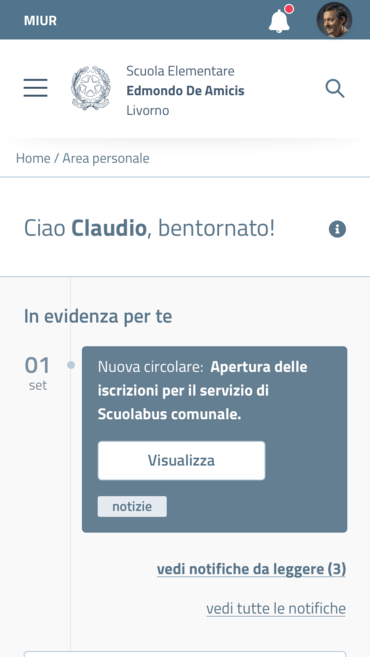 MIUR
Scuola Elementare
Edmondo De Amicis
Livorno
Home / Area personale
Ciao Claudio, bentornato!
In evidenza per te
01
set
Nuova circolare: Apertura delle
iscrizioni per il servizio di
Scuolabus comunale.
Visualizza
notizie
vedi notifiche da leggere (3)
vedi tutte le notifiche